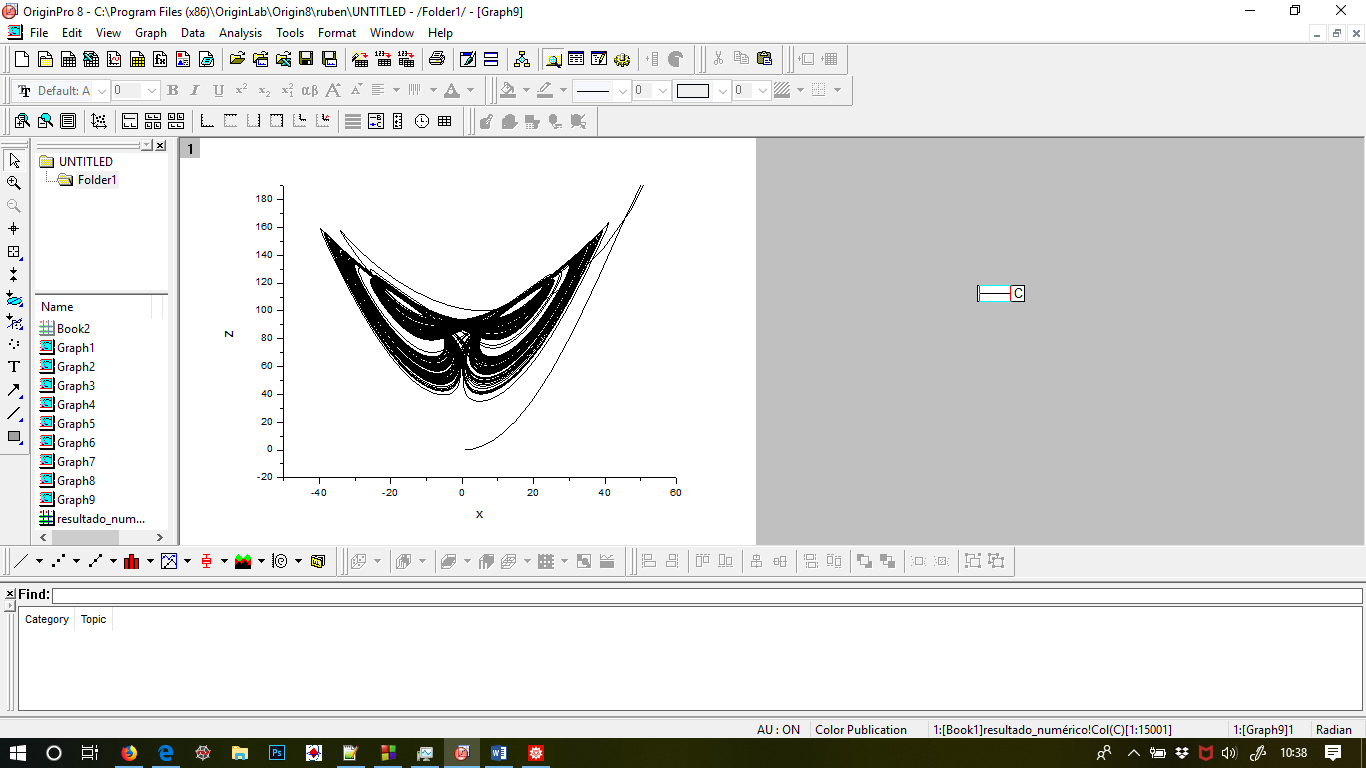 OriginPro 8 - C:\Program Files (x86)\OriginLab\Origin8\ruben\UNTITLED - /Folder1/ - [Graph9]
File Edit View Graph Data Analysis Tools Format Window Help
Default: A 0 B I U x² x₂ x₁² αβ A A A 0 0
UNTITLED
Folder1
Name
Book2
Graph1
Graph2
Graph3
Graph4
Graph5
Graph6
Graph7
Graph8
Graph9
resultado_num...
1
180
160
140
120
100
80
60
40
20
0
-20
z
-40 -20 0 20 40 60
x
C
T
Find:
Category Topic
AU : ON Color Publication 1:[Book1]resultado_numérico!Col(C)[1:15001] 1:[Graph9]1 Radian
10:38